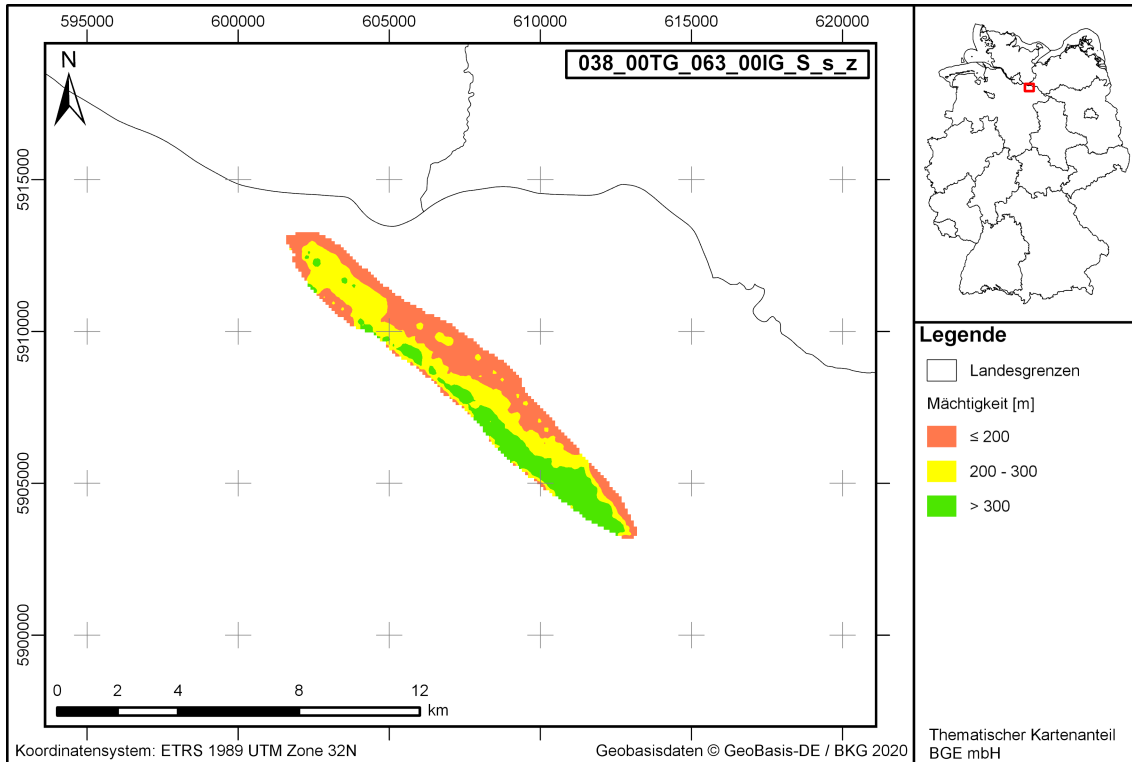 595000 600000 605000 610000 615000 620000
N
038_00TG_063_00IG_S_s_z
5915000
5910000
5905000
5900000
0 2 4 8 12
km
Koordinatensystem: ETRS 1989 UTM Zone 32N
Geobasisdaten © GeoBasis-DE / BKG 2020
Legende
Landesgrenzen
Mächtigkeit [m]
≤ 200
200 - 300
> 300
Thematischer Kartenanteil
BGE mbH